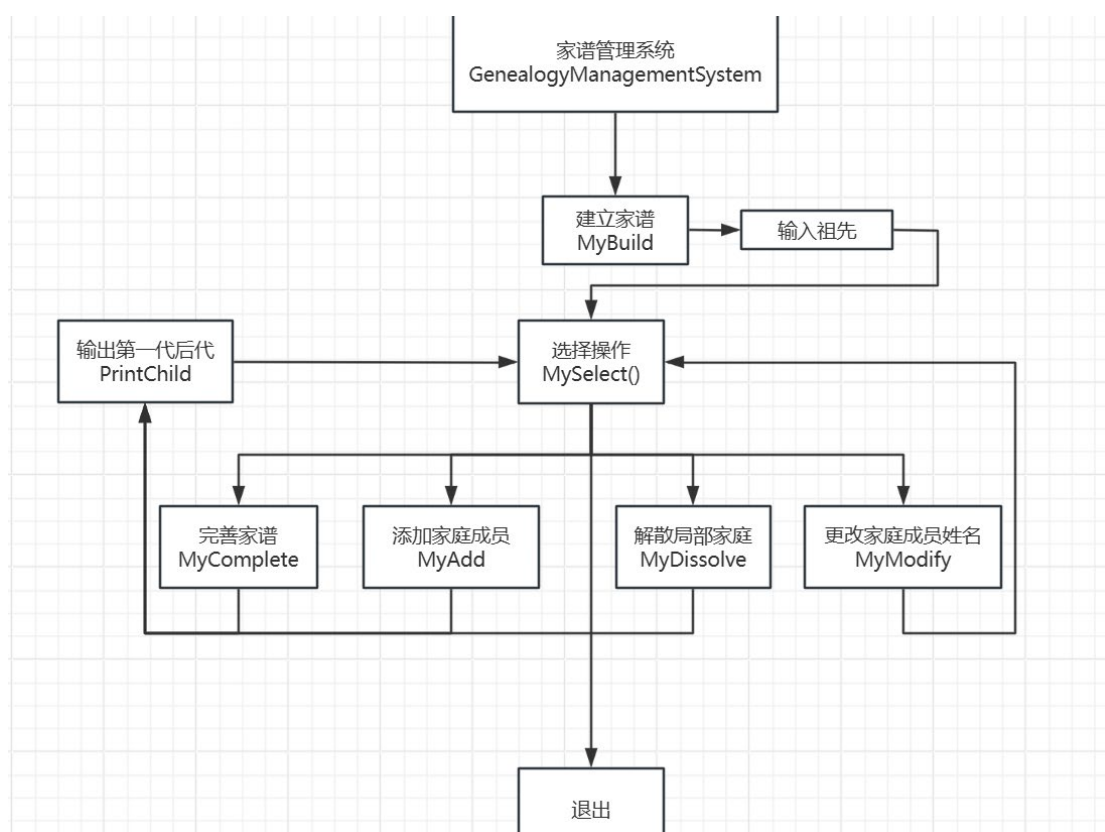 家谱管理系统
GenealogyManagementSystem
建立家谱
MyBuild
输入祖先
输出第一代后代
PrintChild
选择操作
MySelect()
完善家谱
MyComplete
添加家庭成员
MyAdd
解散局部家庭
MyDissolve
更改家庭成员姓名
MyModify
退出